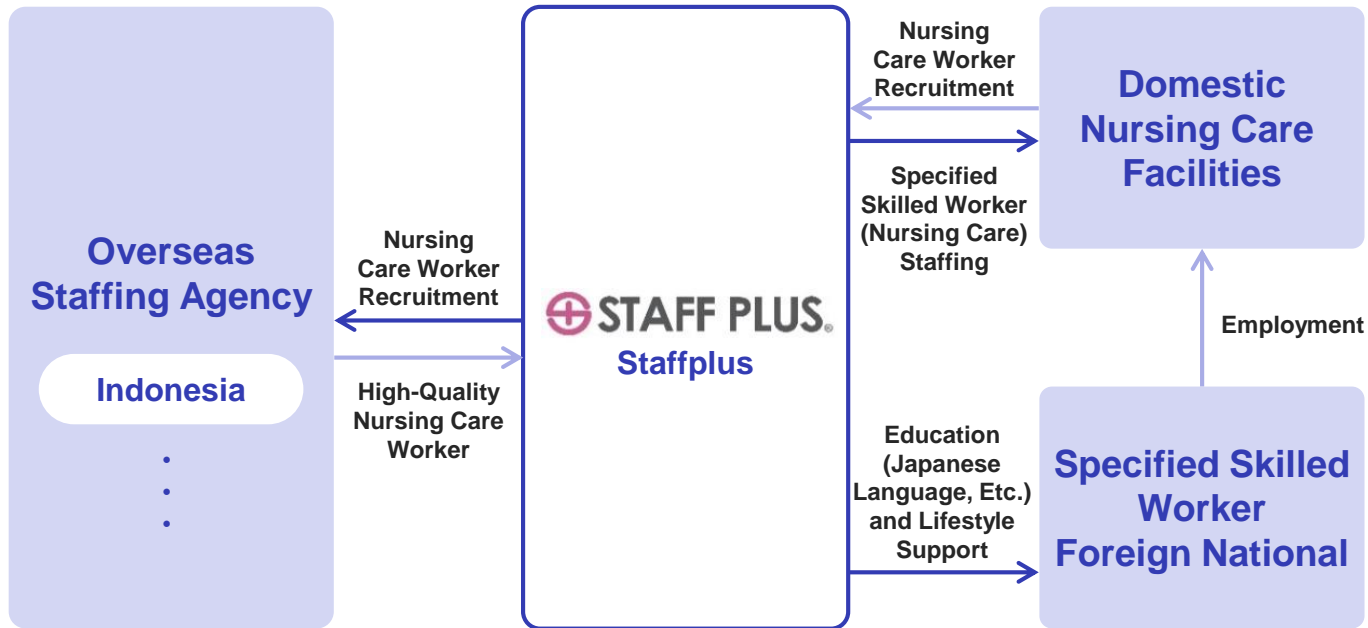 Overseas
Staffing Agency
Indonesia
Nursing
Care Worker
Recruitment
High-Quality
Nursing Care
Worker
STAFF PLUS®
Staffplus
Nursing
Care Worker
Recruitment
Specified
Skilled Worker
(Nursing Care)
Staffing
Domestic
Nursing Care
Facilities
Employment
Education
(Japanese
Language, Etc.)
and Lifestyle
Support
Specified Skilled
Worker
Foreign National